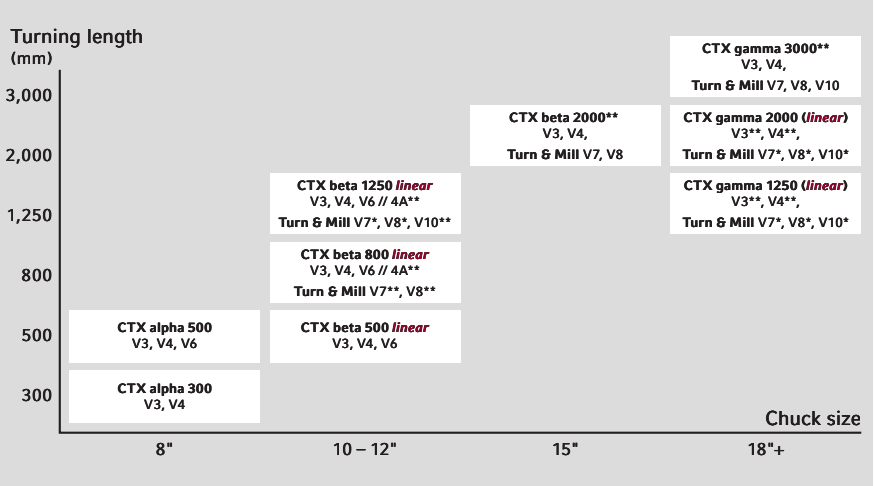 Turning length
(mm)
CTX gamma 3000**
V3, V4,
Turn & Mill V7, V8, V10
3,000
CTX beta 2000**
V3, V4,
Turn & Mill V7, V8
CTX gamma 2000 (linear)
V3**, V4**,
Turn & Mill V7*, V8*, V10*
2,000
CTX beta 1250 linear
V3, V4, V6 // 4A**
Turn & Mill V7*, V8*, V10**
CTX gamma 1250 (linear)
V3**, V4**,
Turn & Mill V7*, V8*, V10*
1,250
CTX beta 800 linear
V3, V4, V6 // 4A**
Turn & Mill V7**, V8**
800
CTX alpha 500
V3, V4, V6
CTX beta 500 linear
V3, V4, V6
500
CTX alpha 300
V3, V4
300
Chuck size
8"
10 – 12"
15"
18"+